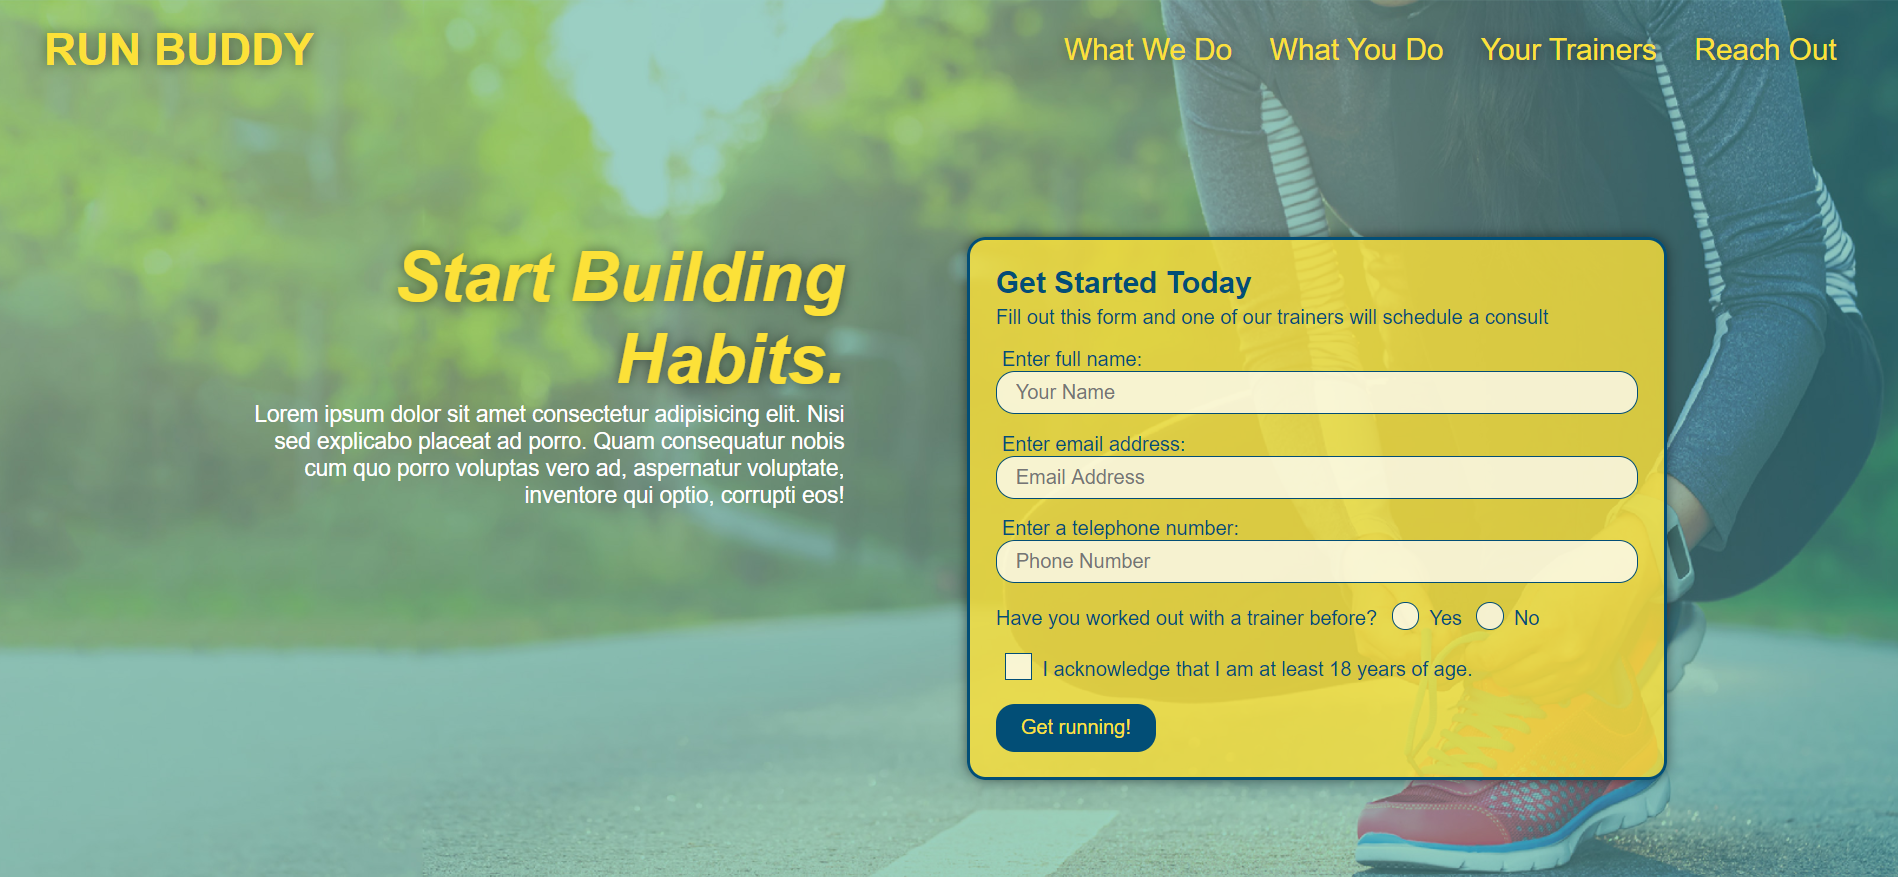 RUN BUDDY
What We Do What You Do Your Trainers Reach Out
Start Building
Habits.
Lorem ipsum dolor sit amet consectetur adipisicing elit. Nisi
sed explicabo placeat ad porro. Quam consequatur nobis
cum quo porro voluptas vero ad, aspernatur voluptate,
inventore qui optio, corrupti eos!
Get Started Today
Fill out this form and one of our trainers will schedule a consult
Enter full name:
Your Name
Enter email address:
Email Address
Enter a telephone number:
Phone Number
Have you worked out with a trainer before? Yes No
I acknowledge that I am at least 18 years of age.
Get running!